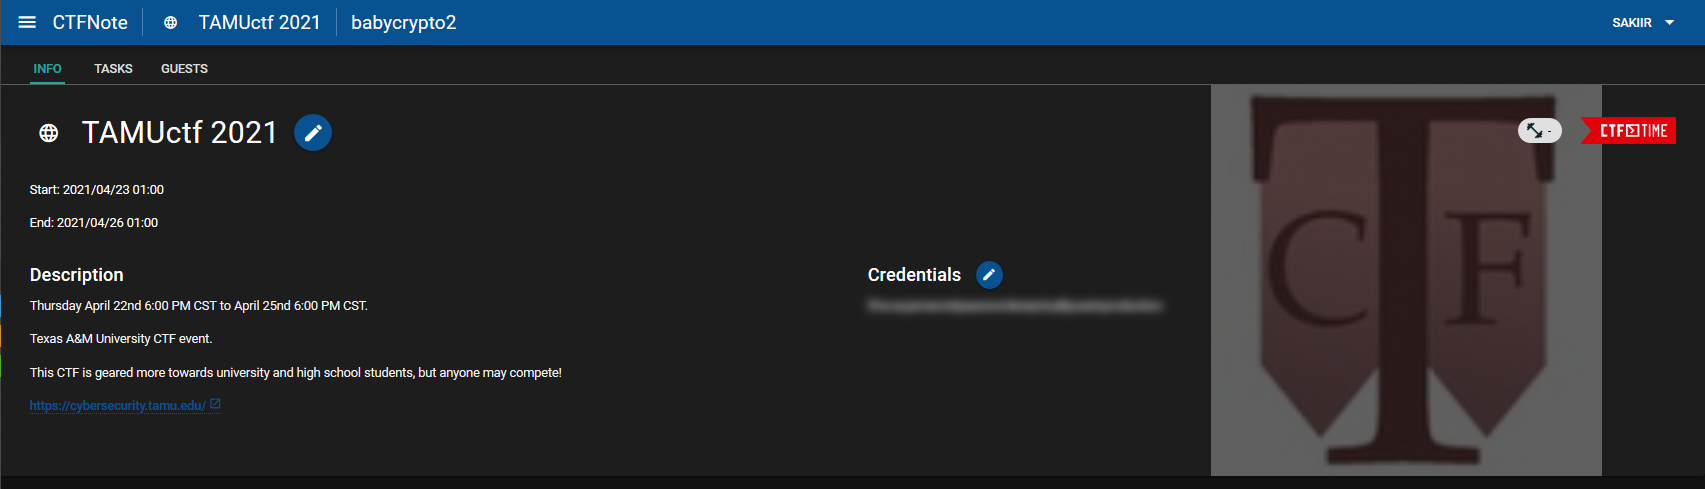 CTFNote TAMUctf 2021 babycrypto2 SAKIIR
INFO TASKS GUESTS
TAMUctf 2021
- CTF TIME
Start: 2021/04/23 01:00
End: 2021/04/26 01:00
Description
Thursday April 22nd 6:00 PM CST to April 25nd 6:00 PM CST.
Texas A&M University CTF event.
This CTF is geared more towards university and high school students, but anyone may compete!
https://cybersecurity.tamu.edu/
Credentials
CTF